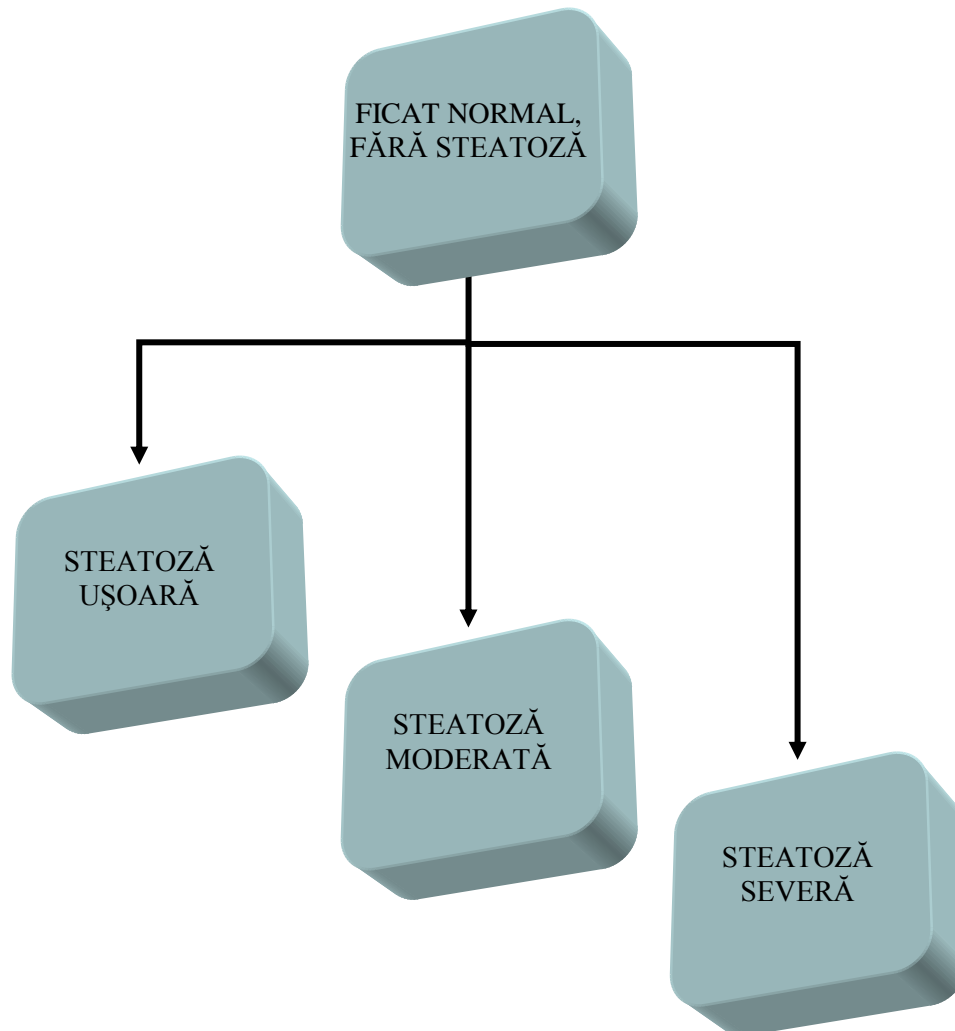 FICAT NORMAL,
FĂRĂ STEATOZĂ
STEATOZĂ
UŞOARĂ
STEATOZĂ
MODERATĂ
STEATOZĂ
SEVERĂ